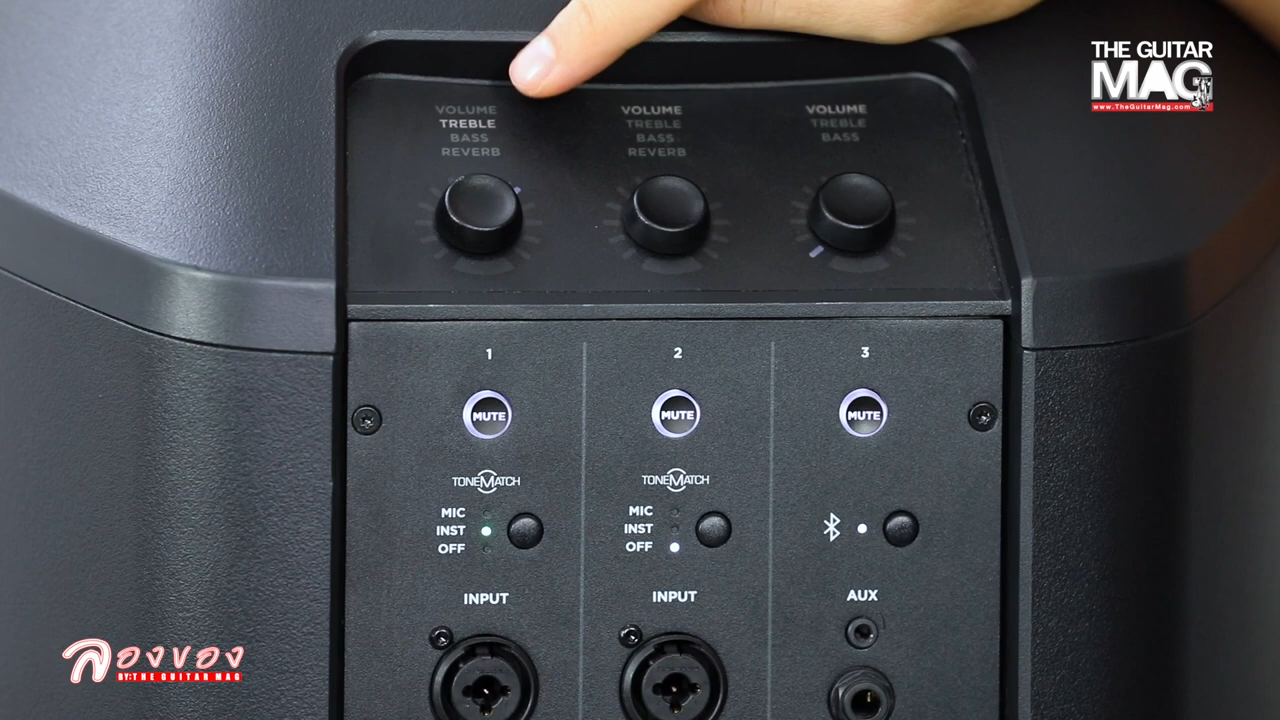 THE GUITAR
MAG
www.TheGuitarMag.com
VOLUME
TREBLE
BASS
REVERB
VOLUME
TREBLE
BASS
REVERB
VOLUME
TREBLE
BASS
1
2
3
MUTE
MUTE
MUTE
TONEMATCH
TONEMATCH
MIC
INST
OFF
MIC
INST
OFF
INPUT
INPUT
AUX
ลองของ
BY:THE GUITAR MAG